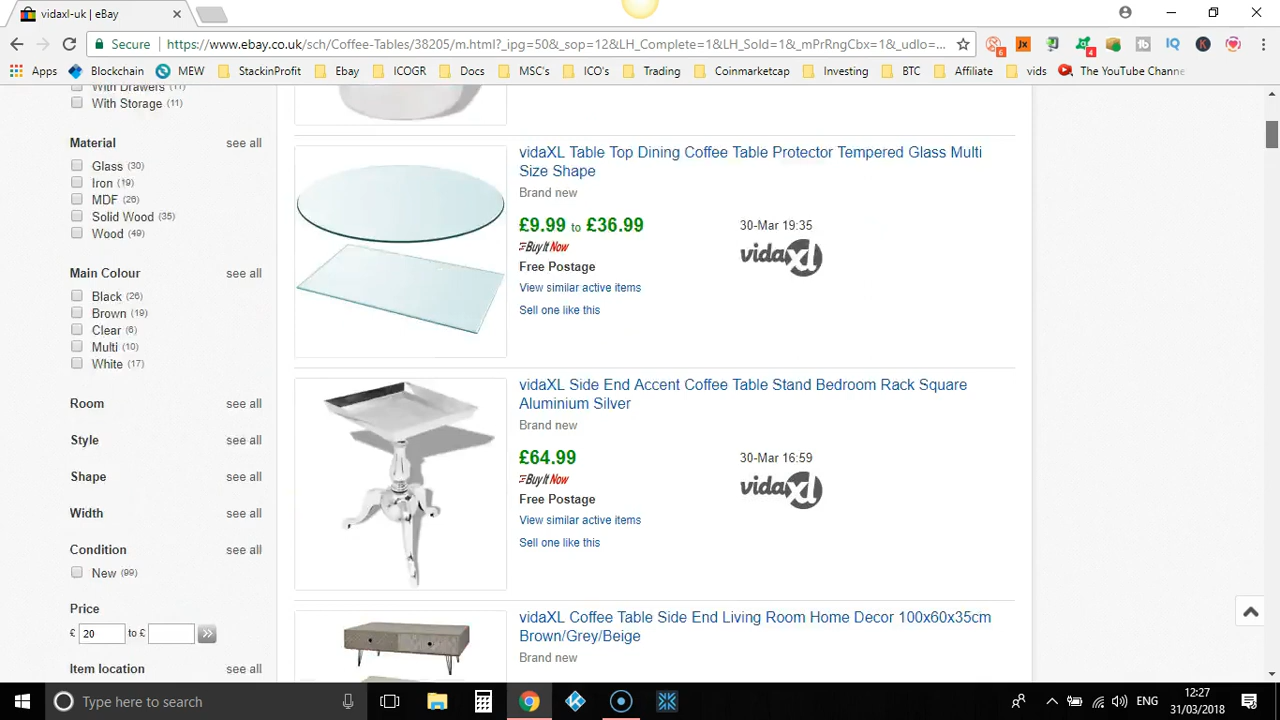 vidaxl-uk | eBay
Secure https://www.ebay.co.uk/sch/Coffee-Tables/38205/m.html?_ipg=50&_sop=12&LH_Complete=1&LH_Sold=1&_mPrRngCbx=1&_udlo=...
6
Jx
4
IQ
K
Apps Blockchain MEW StackinProfit Ebay ICOGR Docs MSC's ICO's Trading Coinmarketcap Investing BTC Affiliate vids The YouTube Channe
With Drawers (11)
With Storage (11)
Material see all
Glass (30)
Iron (19)
MDF (26)
Solid Wood (35)
Wood (49)
Main Colour see all
Black (26)
Brown (19)
Clear (6)
Multi (10)
White (17)
Room see all
Style see all
Shape see all
Width see all
Condition see all
New (99)
Price
£ 20 to £
Item location see all
vidaXL Table Top Dining Coffee Table Protector Tempered Glass Multi
Size Shape
Brand new
£9.99 to £36.99 30-Mar 19:35
Buy It Now vidaxl
Free Postage
View similar active items
Sell one like this
vidaXL Side End Accent Coffee Table Stand Bedroom Rack Square
Aluminium Silver
Brand new
£64.99 30-Mar 16:59
Buy It Now vidaxl
Free Postage
View similar active items
Sell one like this
vidaXL Coffee Table Side End Living Room Home Decor 100x60x35cm
Brown/Grey/Beige
Brand new
Type here to search
ENG
12:27
31/03/2018